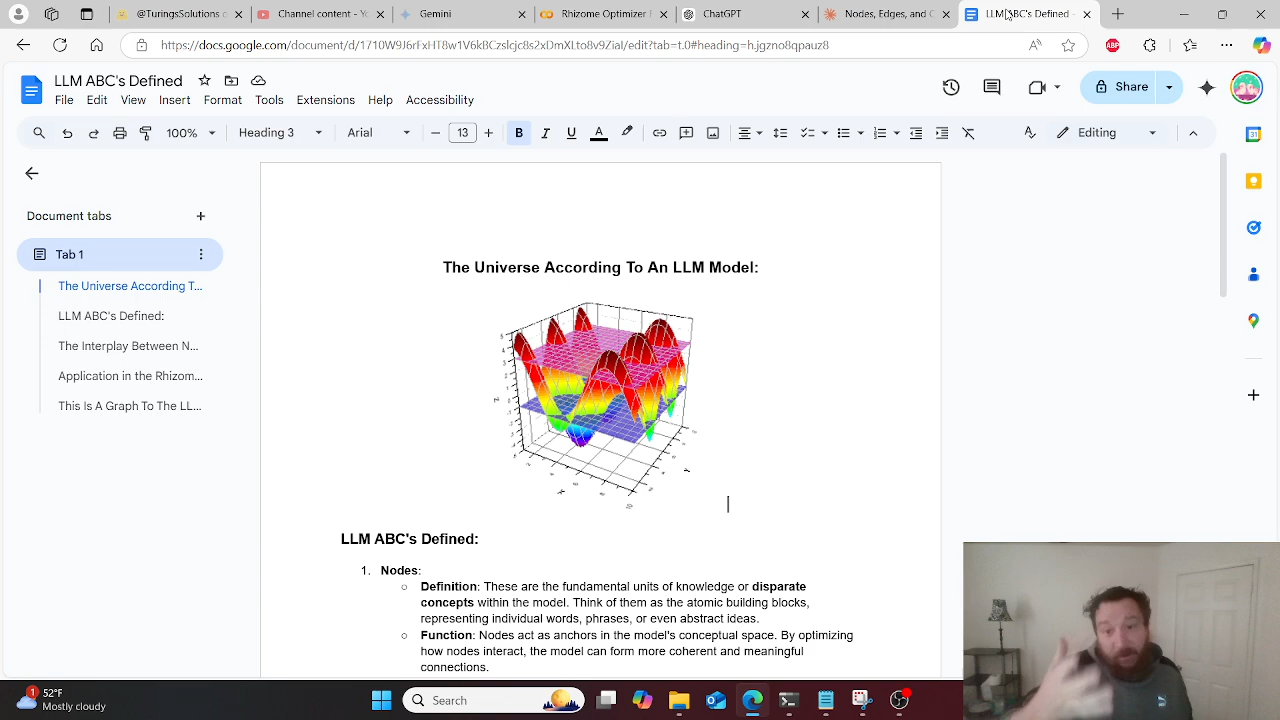 @TuringsSolutions c
Channel content - Y
Gemini
Rhizome Optimizer F
ChatGPT
Nodes, Edges, and C
LLM ABC's Defined -
LLM ABC's Defined
File Edit View Insert Format Tools Extensions Help Accessibility
Share
100% Heading 3 Arial 13 B I U A Editing
Document tabs
Tab 1
The Universe According T...
LLM ABC's Defined:
The Interplay Between N...
Application in the Rhizom...
This Is A Graph To The LL...
The Universe According To An LLM Model:
LLM ABC's Defined:
1. Nodes:
Definition: These are the fundamental units of knowledge or disparate
concepts within the model. Think of them as the atomic building blocks,
representing individual words, phrases, or even abstract ideas.
Function: Nodes act as anchors in the model's conceptual space. By optimizing
how nodes interact, the model can form more coherent and meaningful
connections.
1
52°F
Mostly cloudy
Search